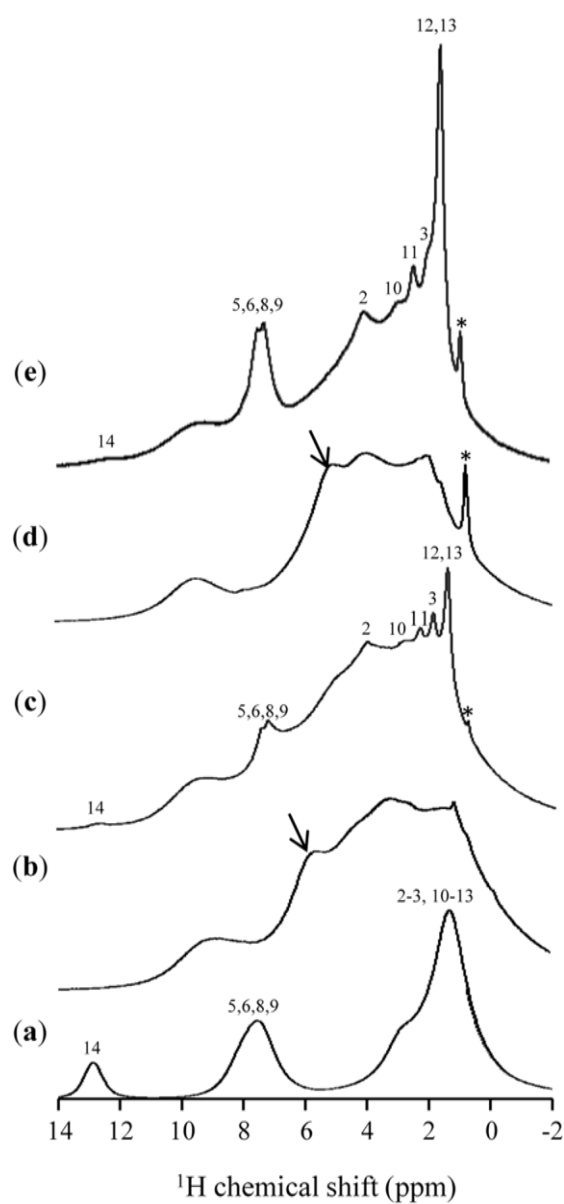 12,13
3
11
10
2
5,6,8,9
*
(e)
14
*
(d)
12,13
3
11
10
2
5,6,8,9
*
(c)
14
(b)
2-3, 10-13
5,6,8,9
(a)
14
14 12 10 8 6 4 2 0 -2
¹H chemical shift (ppm)